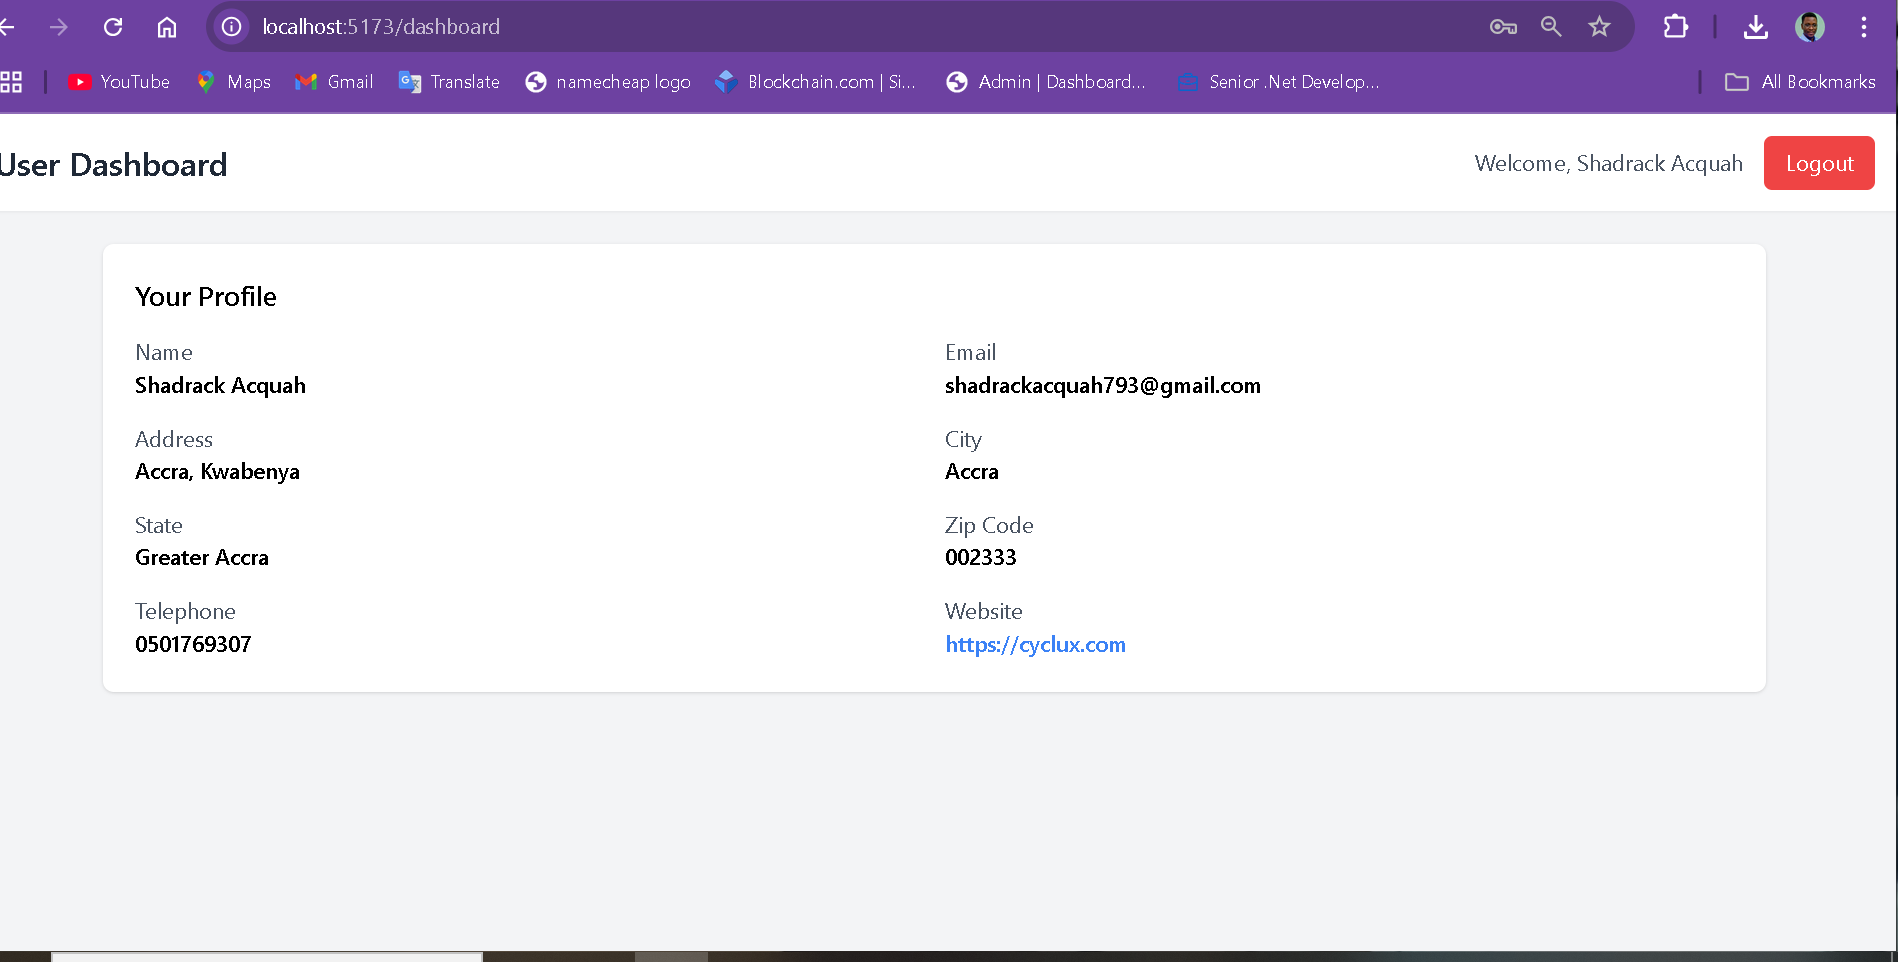 localhost:5173/dashboard
YouTube Maps Gmail Translate namecheap logo Blockchain.com | Si... Admin | Dashboard... Senior .Net Develop... All Bookmarks
User Dashboard
Welcome, Shadrack Acquah Logout
Your Profile
Name Email
Shadrack Acquah shadrackacquah793@gmail.com
Address City
Accra, Kwabenya Accra
State Zip Code
Greater Accra 002333
Telephone Website
0501769307 https://cyclux.com